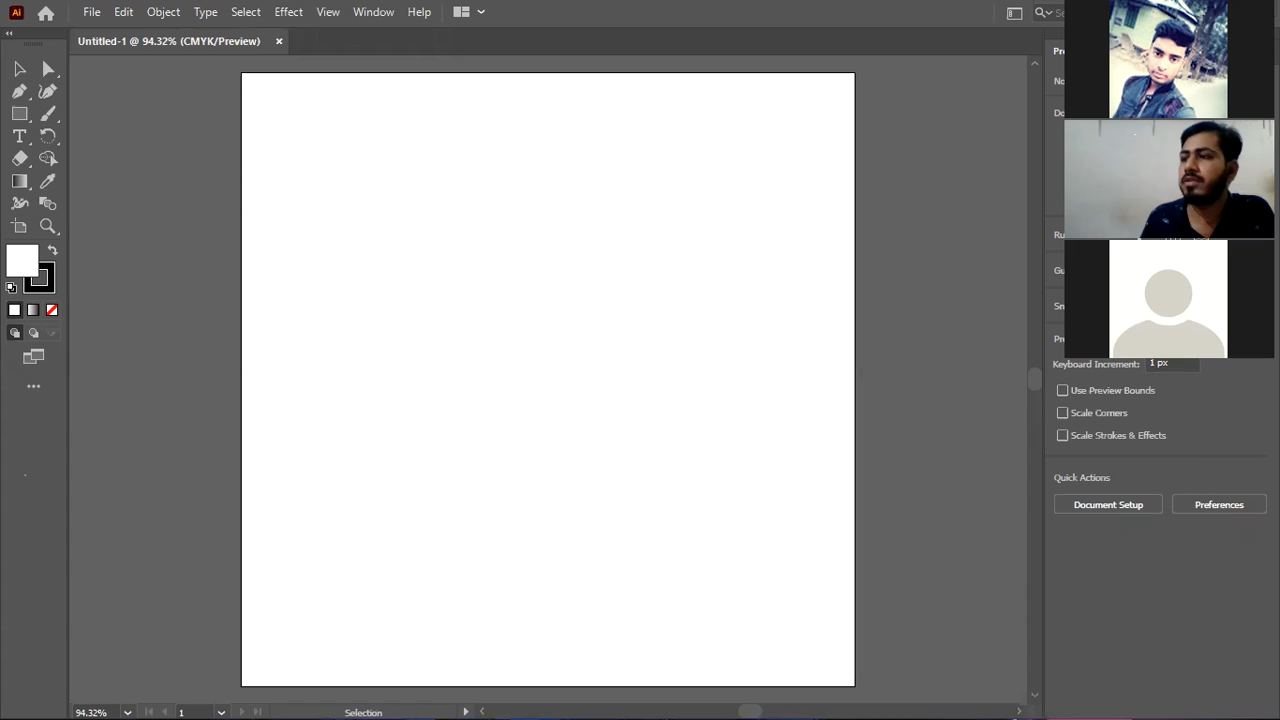 Ai
File Edit Object Type Select Effect View Window Help
Untitled-1 @ 94.32% (CMYK/Preview) ×
Keyboard Increment: 1 px
Use Preview Bounds
Scale Corners
Scale Strokes & Effects
Quick Actions
Document Setup Preferences
94.32% 1 Selection